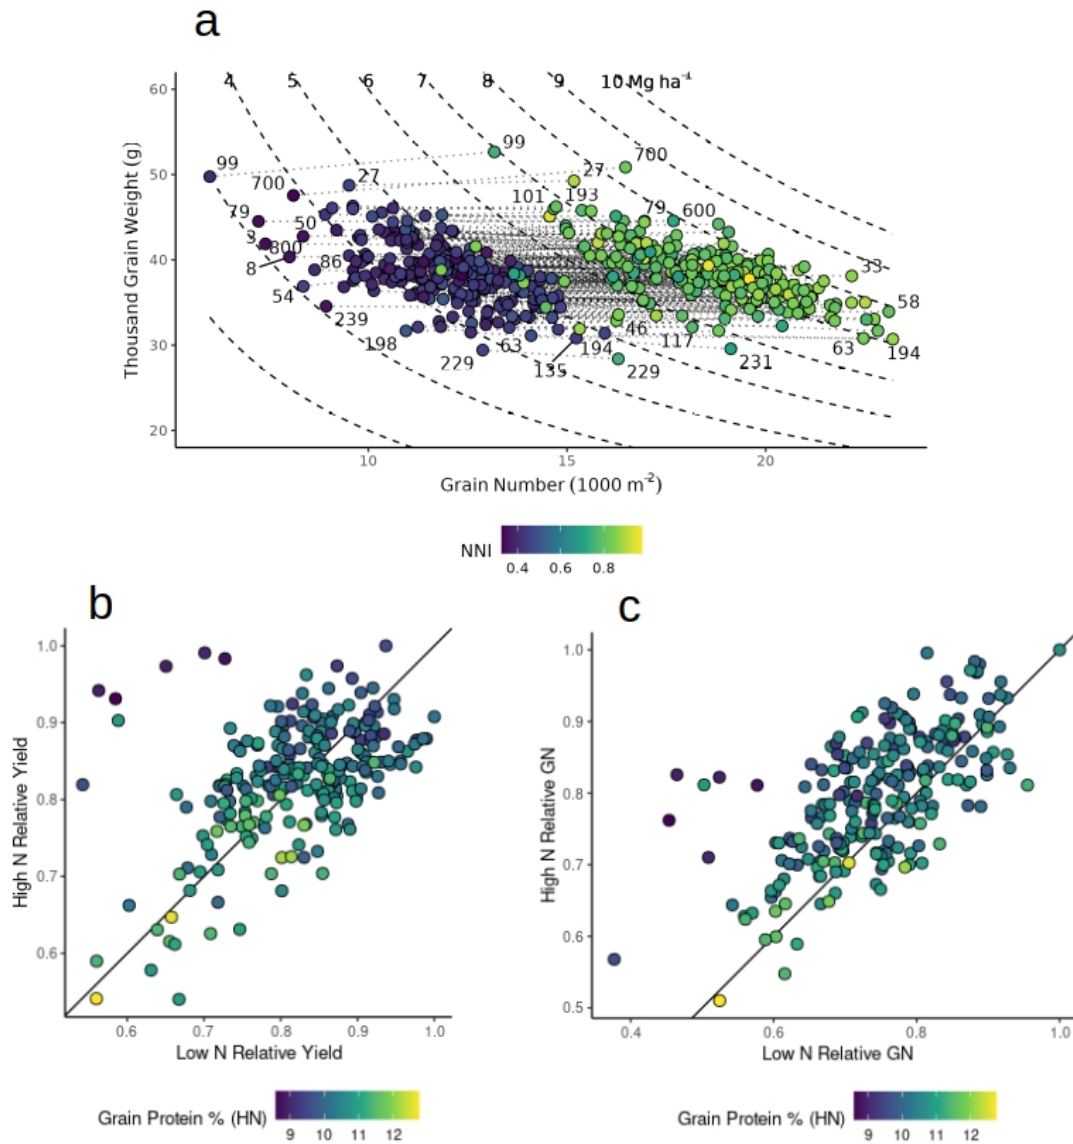 a
4 5 6 7 8 9 10 Mg ha⁻¹
60
99
700
99
50
27
700
27
101 193 79 600
79
50
3
800
40
8
86
33
54
58
239
46
117
198
63
194
63
194
30
229
135
229
231
20
10 15 20
Thousand Grain Weight (g)
Grain Number (1000 m⁻²)
NNI
0.4 0.6 0.8
b
1.0
0.9
0.8
0.7
0.6
0.6 0.7 0.8 0.9 1.0
High N Relative Yield
Low N Relative Yield
Grain Protein % (HN)
9 10 11 12
c
1.0
0.9
0.8
0.7
0.6
0.5
0.4 0.6 0.8 1.0
High N Relative GN
Low N Relative GN
Grain Protein % (HN)
9 10 11 12